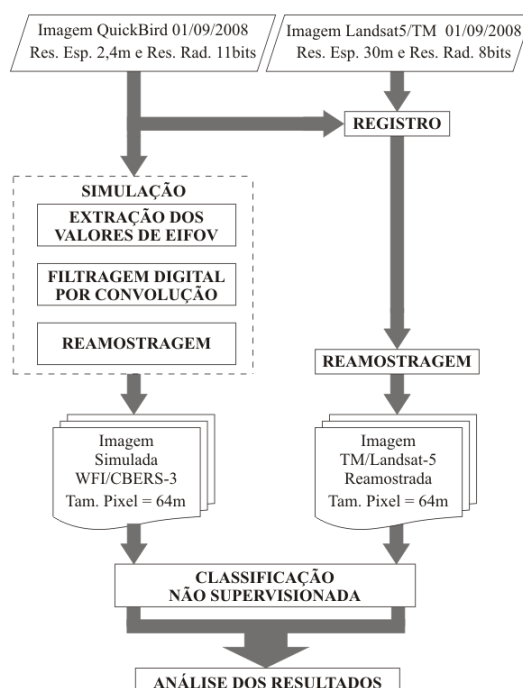 Imagem QuickBird 01/09/2008
Res. Esp. 2,4m e Res. Rad. 11bits
Imagem Landsat5/TM 01/09/2008
Res. Esp. 30m e Res. Rad. 8bits
REGISTRO
SIMULAÇÃO
EXTRAÇÃO DOS
VALORES DE EIFOV
FILTRAGEM DIGITAL
POR CONVOLUÇÃO
REAMOSTRAGEM
REAMOSTRAGEM
Imagem
Simulada
WFI/CBERS-3
Tam. Pixel = 64m
Imagem
TM/Landsat-5
Reamostrada
Tam. Pixel = 64m
CLASSIFICAÇÃO
NÃO SUPERVISIONADA
ANÁLISE DOS RESULTADOS